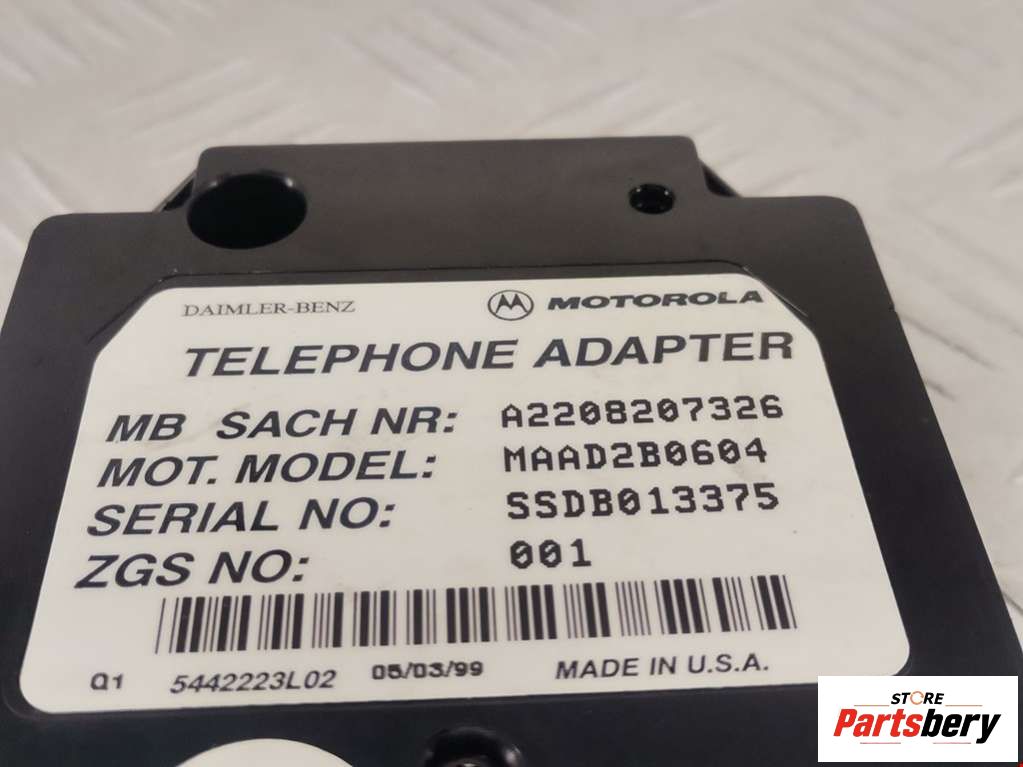 DAIMLER-BENZ MOTOROLA
TELEPHONE ADAPTER
MB SACH NR: A2208207326
MOT. MODEL: MAAD2B0604
SERIAL NO: SSDB013375
ZGS NO: 001
Q1 5442223L02 05/03/99 MADE IN U.S.A.
STORE
Partsbery